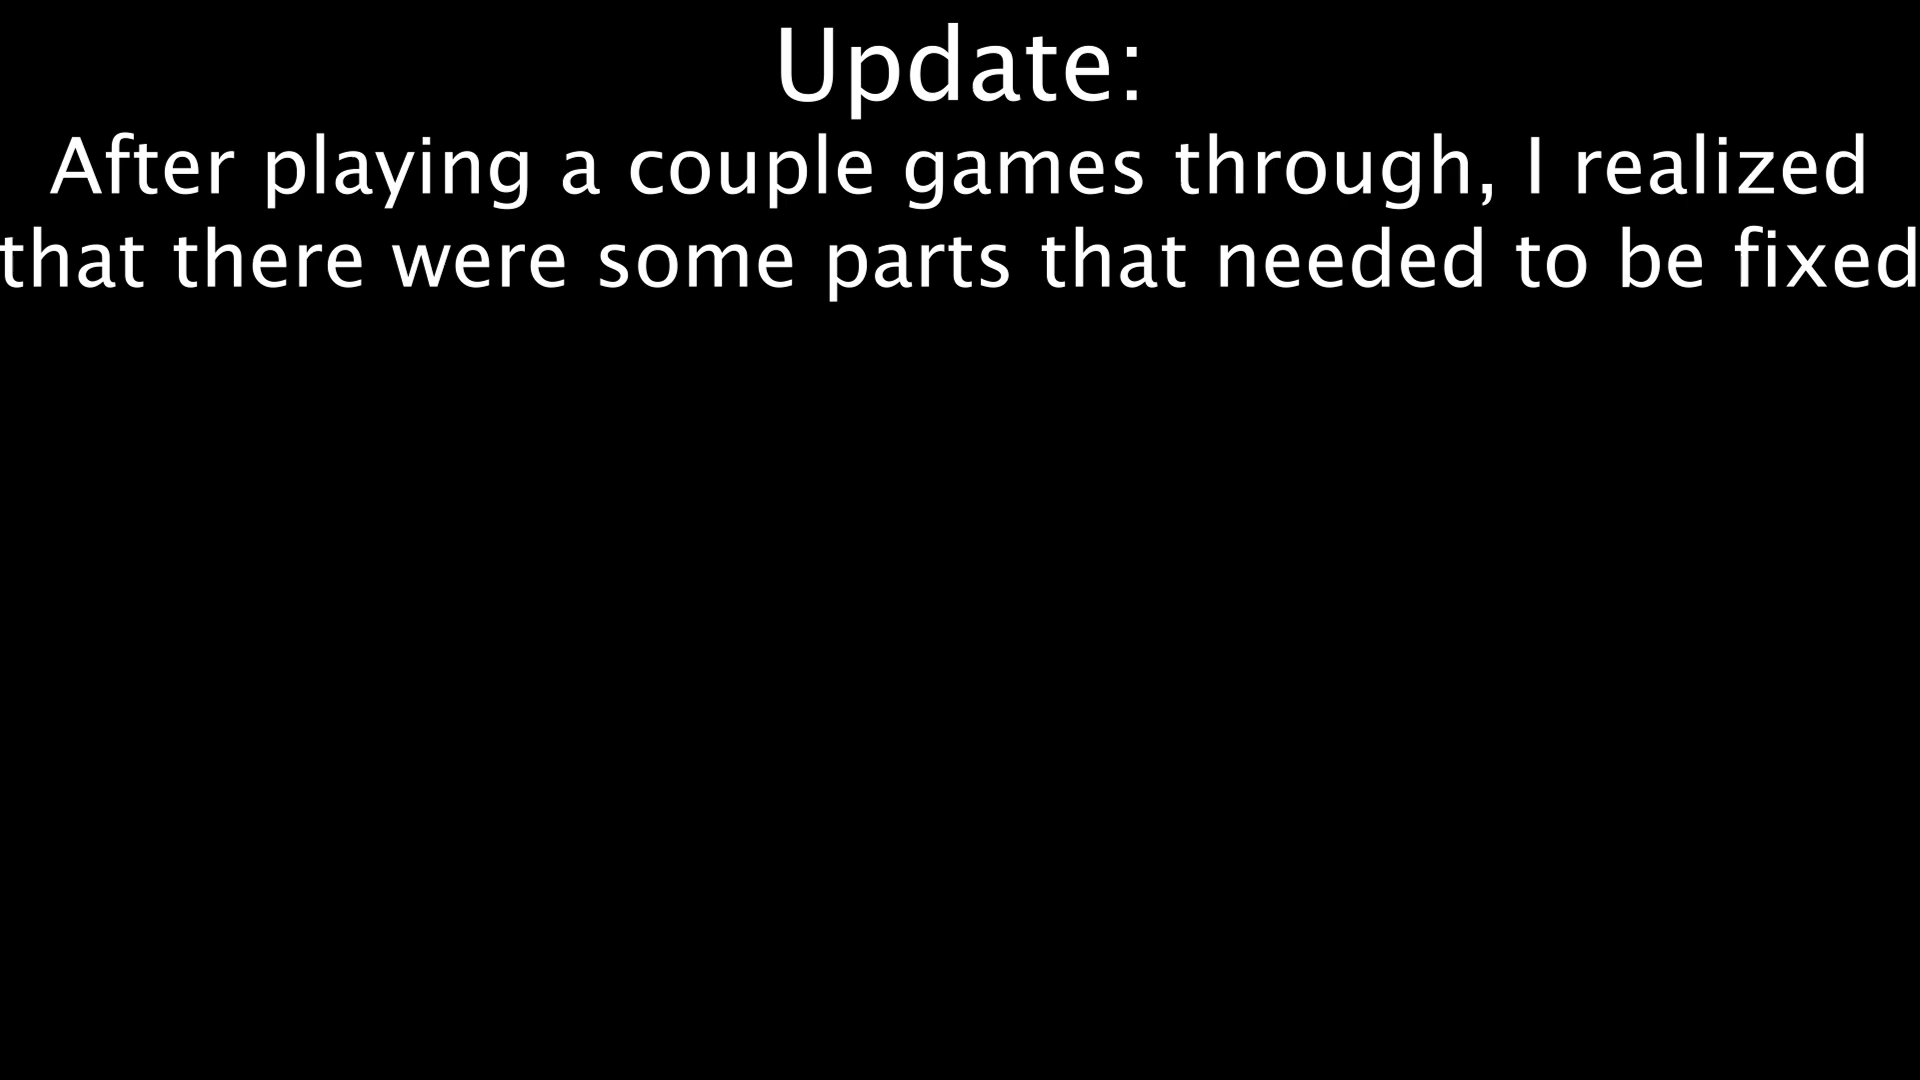 Update:
After playing a couple games through, I realized
that there were some parts that needed to be fixed